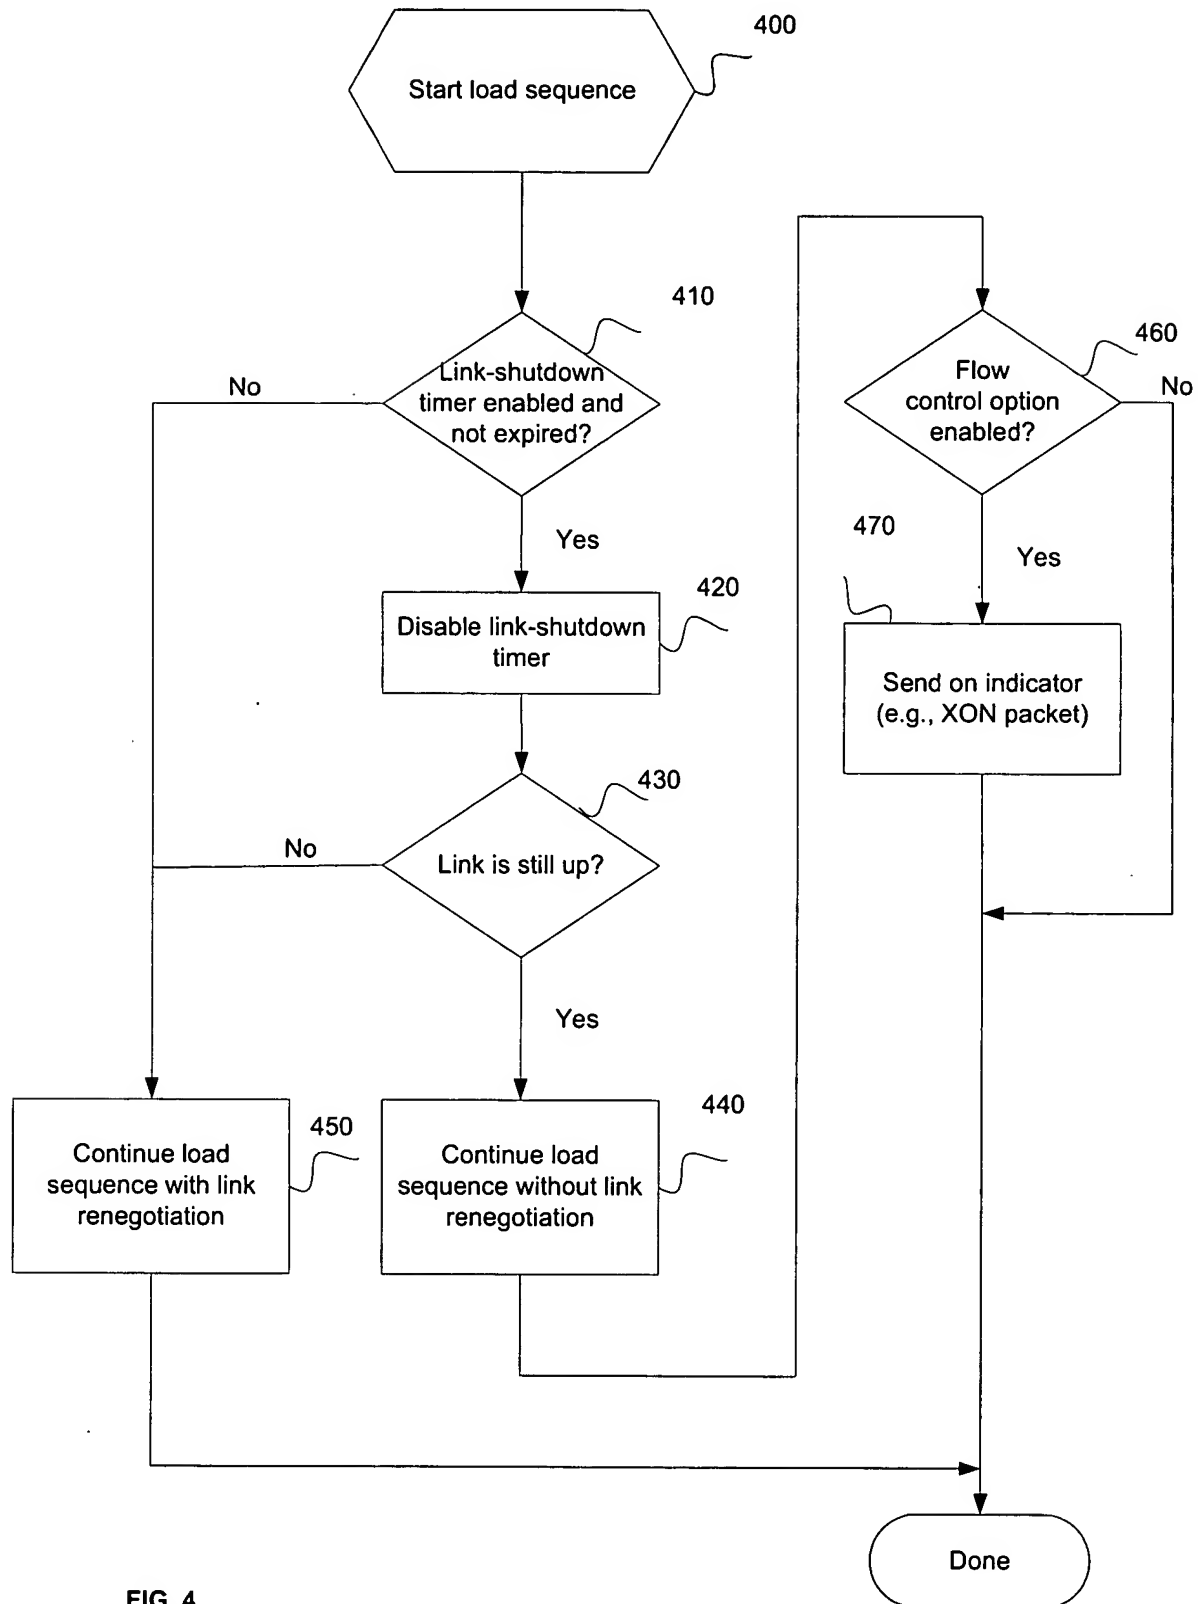 400
Start load sequence
410
Link-shutdown
timer enabled and
not expired?
No
Yes
420
Disable link-shutdown
timer
430
Link is still up?
No
Yes
450
Continue load
sequence with link
renegotiation
440
Continue load
sequence without link
renegotiation
460
Flow
control option
enabled?
No
Yes
470
Send on indicator
(e.g., XON packet)
Done
FIG. 4